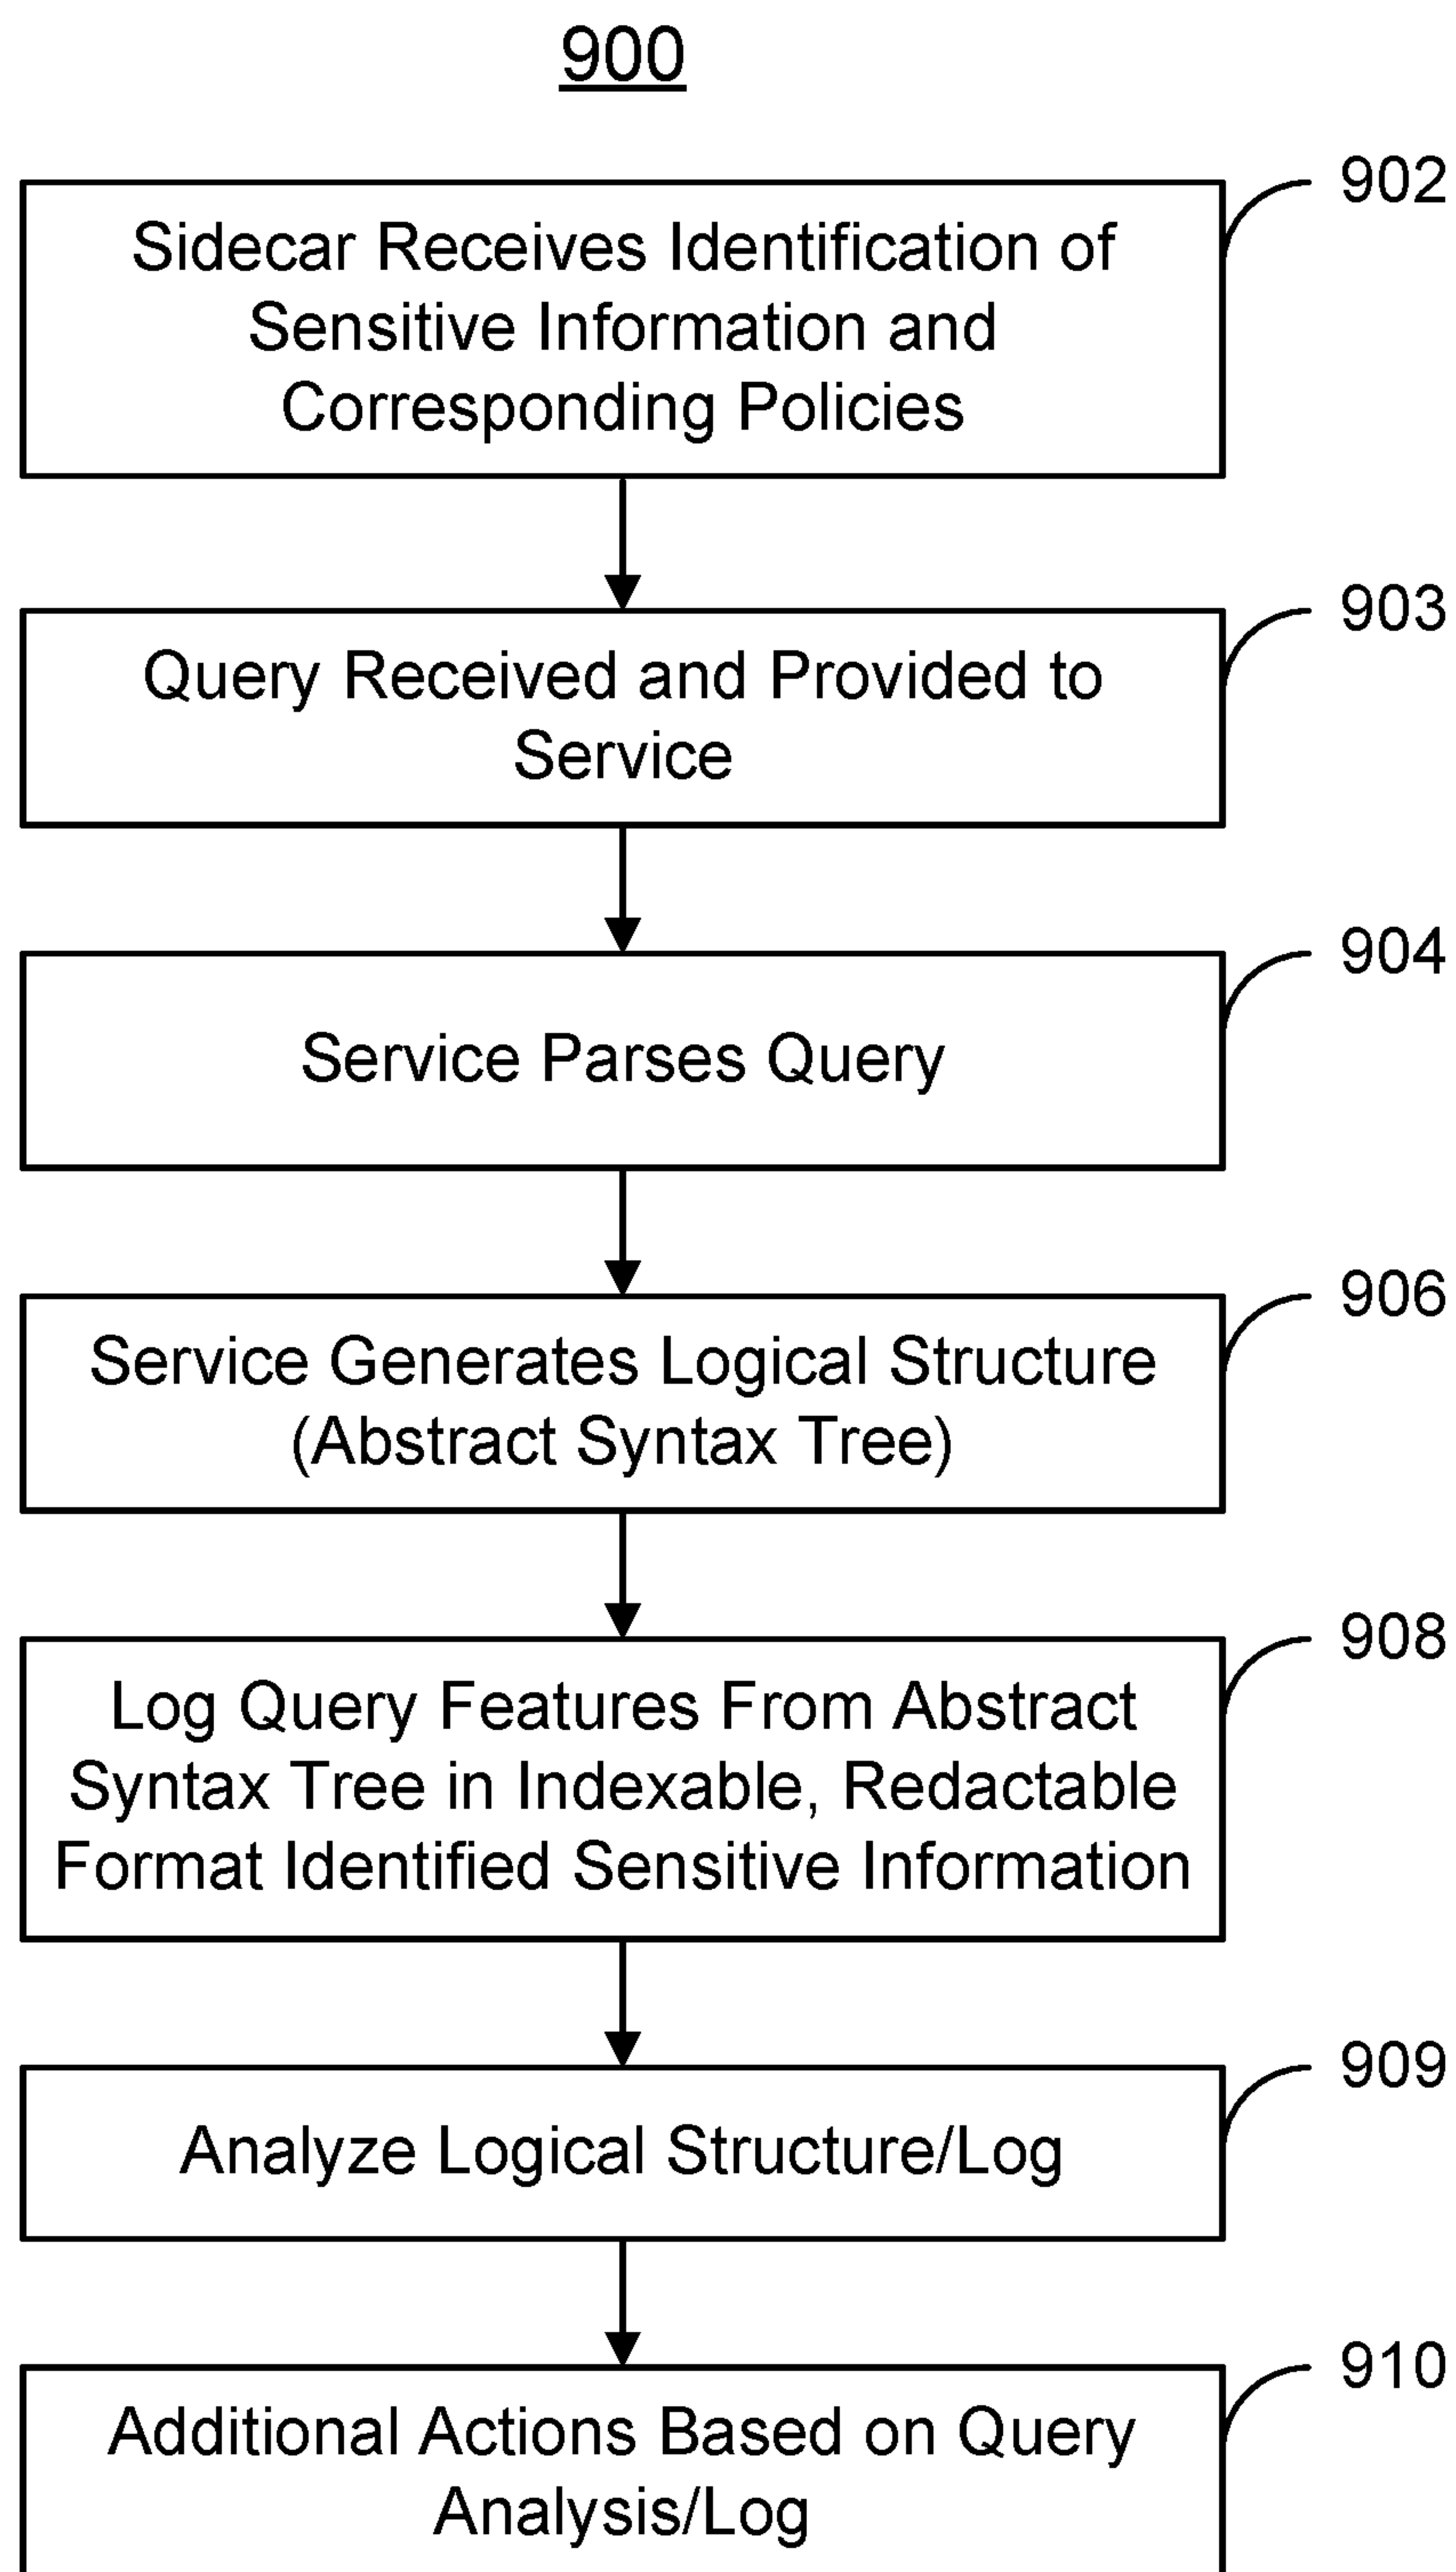 900
902
Sidecar Receives Identification of
Sensitive Information and
Corresponding Policies
903
Query Received and Provided to
Service
904
Service Parses Query
906
Service Generates Logical Structure
(Abstract Syntax Tree)
908
Log Query Features From Abstract
Syntax Tree in Indexable, Redactable
Format Identified Sensitive Information
909
Analyze Logical Structure/Log
910
Additional Actions Based on Query
Analysis/Log